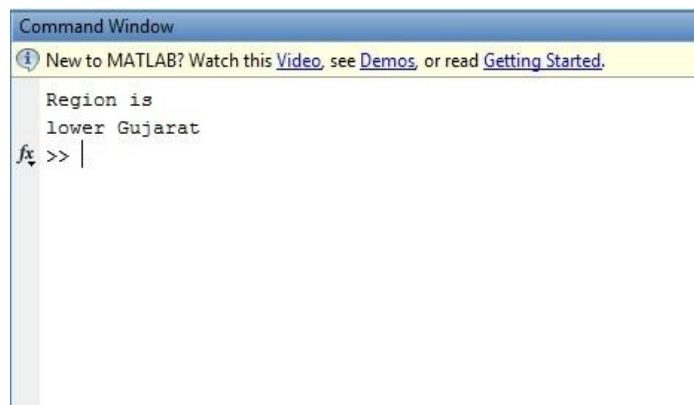 Command Window
New to MATLAB? Watch this Video, see Demos, or read Getting Started.
Region is
lower Gujarat
fx >>